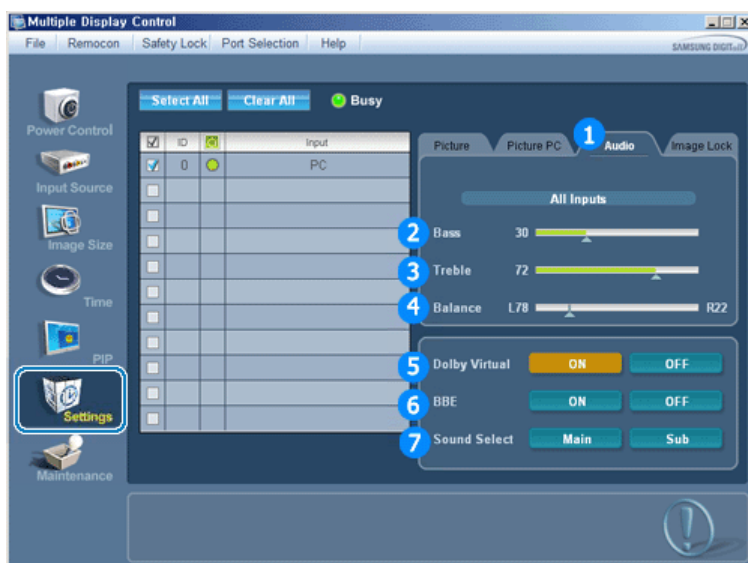 Multiple Display Control
File Remocon Safety Lock Port Selection Help
SAMSUNG DIGITall
Select All Clear All Busy
Power Control
Input Source
Image Size
Time
PIP
Settings
Maintenance
ID Input
0 PC
Picture Picture PC 1 Audio Image Lock
All Inputs
2 Bass 30
3 Treble 72
4 Balance L78 R22
5 Dolby Virtual ON OFF
6 BBE ON OFF
7 Sound Select Main Sub